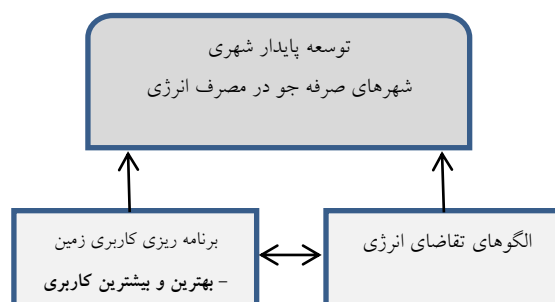 توسعه پایدار شهری
شهرهای صرفه جو در مصرف انرژی
الگوهای تقاضای انرژی
برنامه ریزی کاربری زمین
- بهترین و بیشترین کاربری